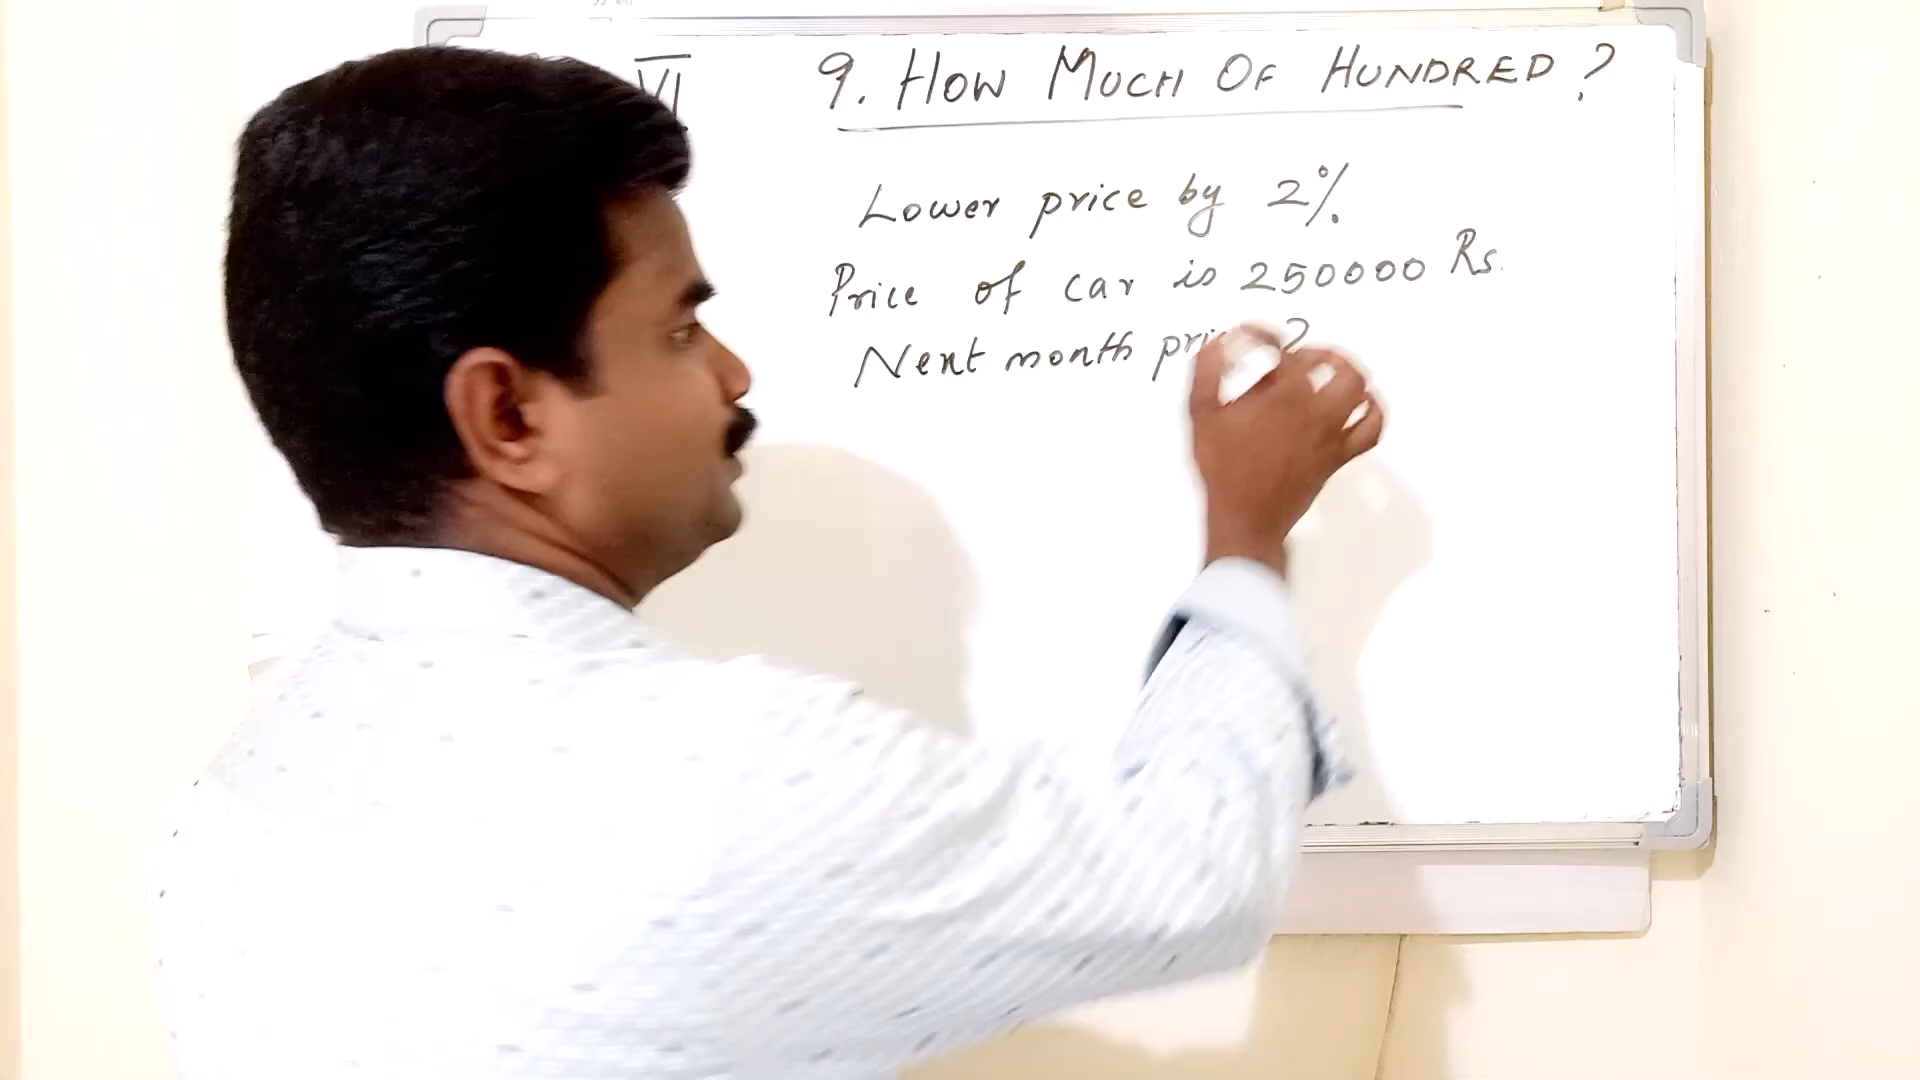 VI
9. HOW MUCH OF HUNDRED ?
Lower price by 2%.
Price of car is 250000 Rs.
Next month ?